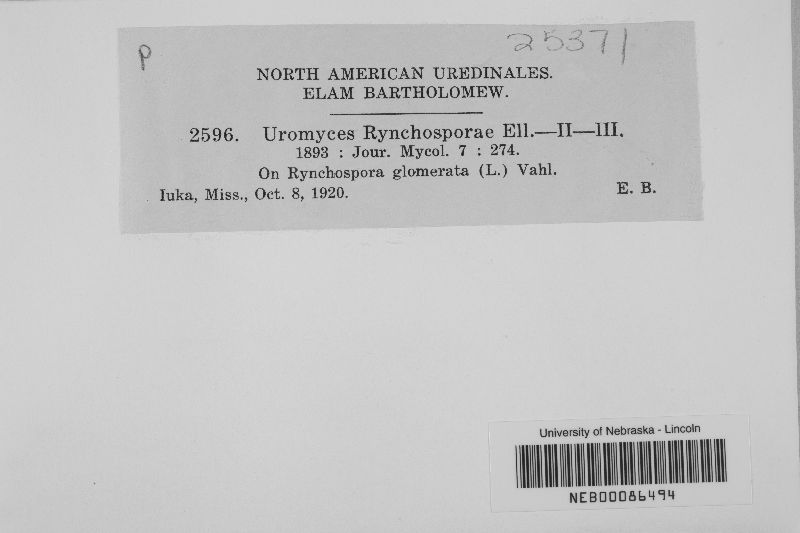 P
25371
NORTH AMERICAN UREDINALES.
ELAM BARTHOLOMEW.
2596. Uromyces Rynchosporae Ell.—II—III.
1893 : Jour. Mycol. 7 : 274.
On Rynchospora glomerata (L.) Vahl.
Iuka, Miss., Oct. 8, 1920. E. B.
University of Nebraska - Lincoln
NEB00086494